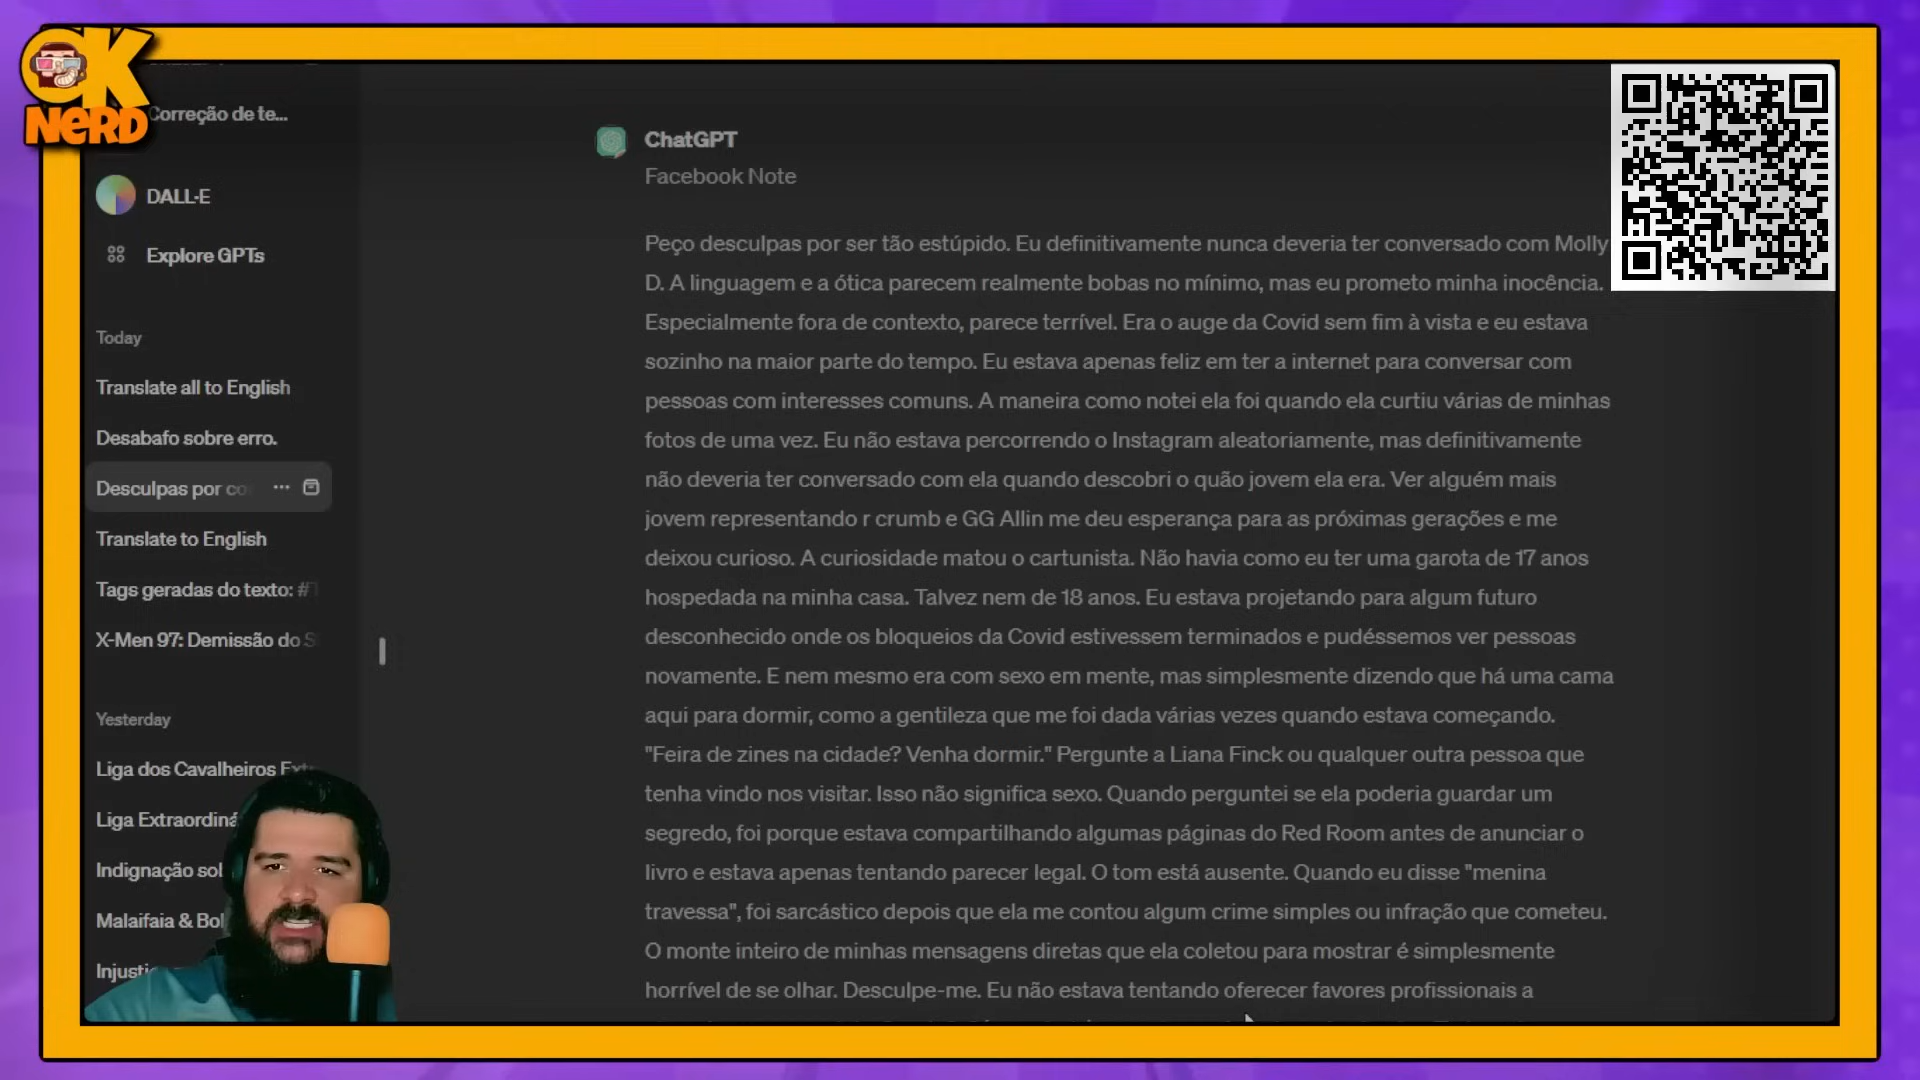 OK
NERD
Correção de te...
DALL·E
Explore GPTs
Today
Translate all to English
Desabafo sobre erro.
Desculpas por co
Translate to English
Tags geradas do texto: #
X-Men 97: Demissão do S
Yesterday
Liga dos Cavalheiros Ext
Liga Extraordiná
Indignação sol
Malaifaia & Bol
Injusti
ChatGPT
Facebook Note
Peço desculpas por ser tão estúpido. Eu definitivamente nunca deveria ter conversado com Molly
D. A linguagem e a ótica parecem realmente bobas no mínimo, mas eu prometo minha inocência.
Especialmente fora de contexto, parece terrível. Era o auge da Covid sem fim à vista e eu estava
sozinho na maior parte do tempo. Eu estava apenas feliz em ter a internet para conversar com
pessoas com interesses comuns. A maneira como notei ela foi quando ela curtiu várias de minhas
fotos de uma vez. Eu não estava percorrendo o Instagram aleatoriamente, mas definitivamente
não deveria ter conversado com ela quando descobri o quão jovem ela era. Ver alguém mais
jovem representando r crumb e GG Allin me deu esperança para as próximas gerações e me
deixou curioso. A curiosidade matou o cartunista. Não havia como eu ter uma garota de 17 anos
hospedada na minha casa. Talvez nem de 18 anos. Eu estava projetando para algum futuro
desconhecido onde os bloqueios da Covid estivessem terminados e pudéssemos ver pessoas
novamente. E nem mesmo era com sexo em mente, mas simplesmente dizendo que há uma cama
aqui para dormir, como a gentileza que me foi dada várias vezes quando estava começando.
"Feira de zines na cidade? Venha dormir." Pergunte a Liana Finck ou qualquer outra pessoa que
tenha vindo nos visitar. Isso não significa sexo. Quando perguntei se ela poderia guardar um
segredo, foi porque estava compartilhando algumas páginas do Red Room antes de anunciar o
livro e estava apenas tentando parecer legal. O tom está ausente. Quando eu disse "menina
travessa", foi sarcástico depois que ela me contou algum crime simples ou infração que cometeu.
O monte inteiro de minhas mensagens diretas que ela coletou para mostrar é simplesmente
horrível de se olhar. Desculpe-me. Eu não estava tentando oferecer favores profissionais a